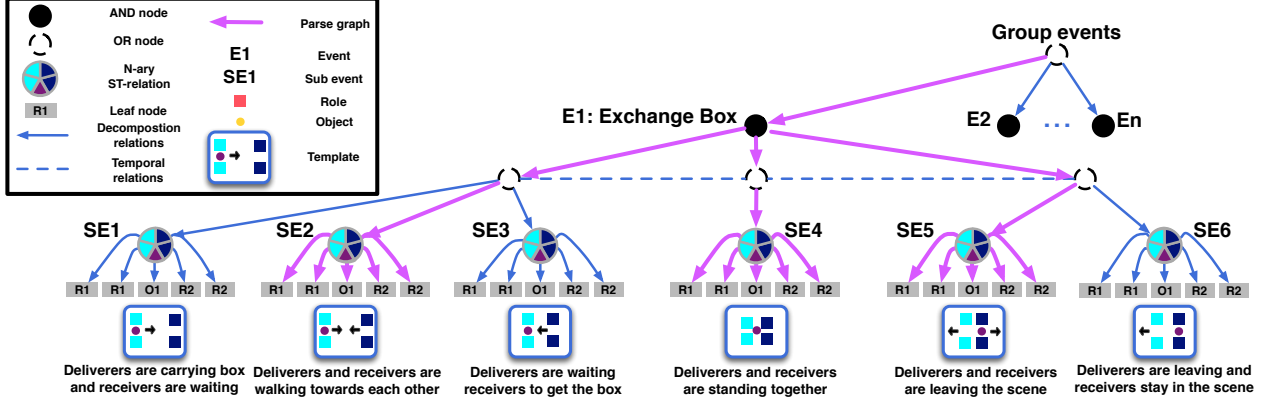 AND node
Parse graph
OR node
N-ary
ST-relation
E1
Event
SE1
Sub event
R1
Leaf node
Role
Decompostion
relations
Object
Temporal
relations
Template
Group events
E1: Exchange Box
E2
...
En
SE1
SE2
SE3
SE4
SE5
SE6
R1 R1 O1 R2 R2
R1 R1 O1 R2 R2
R1 R1 O1 R2 R2
R1 R1 O1 R2 R2
R1 R1 O1 R2 R2
R1 R1 O1 R2 R2
Deliverers are carrying box
and receivers are waiting
Deliverers and receivers are
walking towards each other
Deliverers are waiting
receivers to get the box
Deliverers and receivers
are standing together
Deliverers and receivers
are leaving the scene
Deliverers are leaving and
receivers stay in the scene